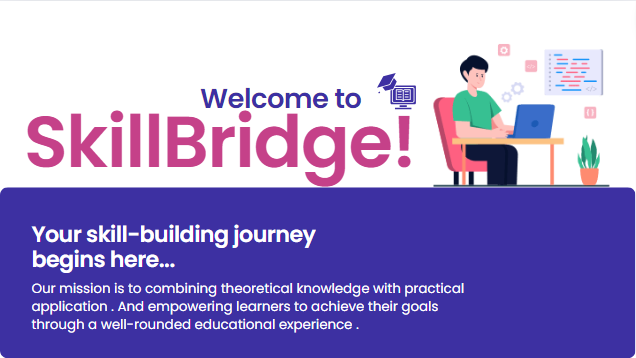 Welcome to
SkillBridge!
Your skill-building journey
begins here...
Our mission is to combining theoretical knowledge with practical
application . And empowering learners to achieve their goals
through a well-rounded educational experience .